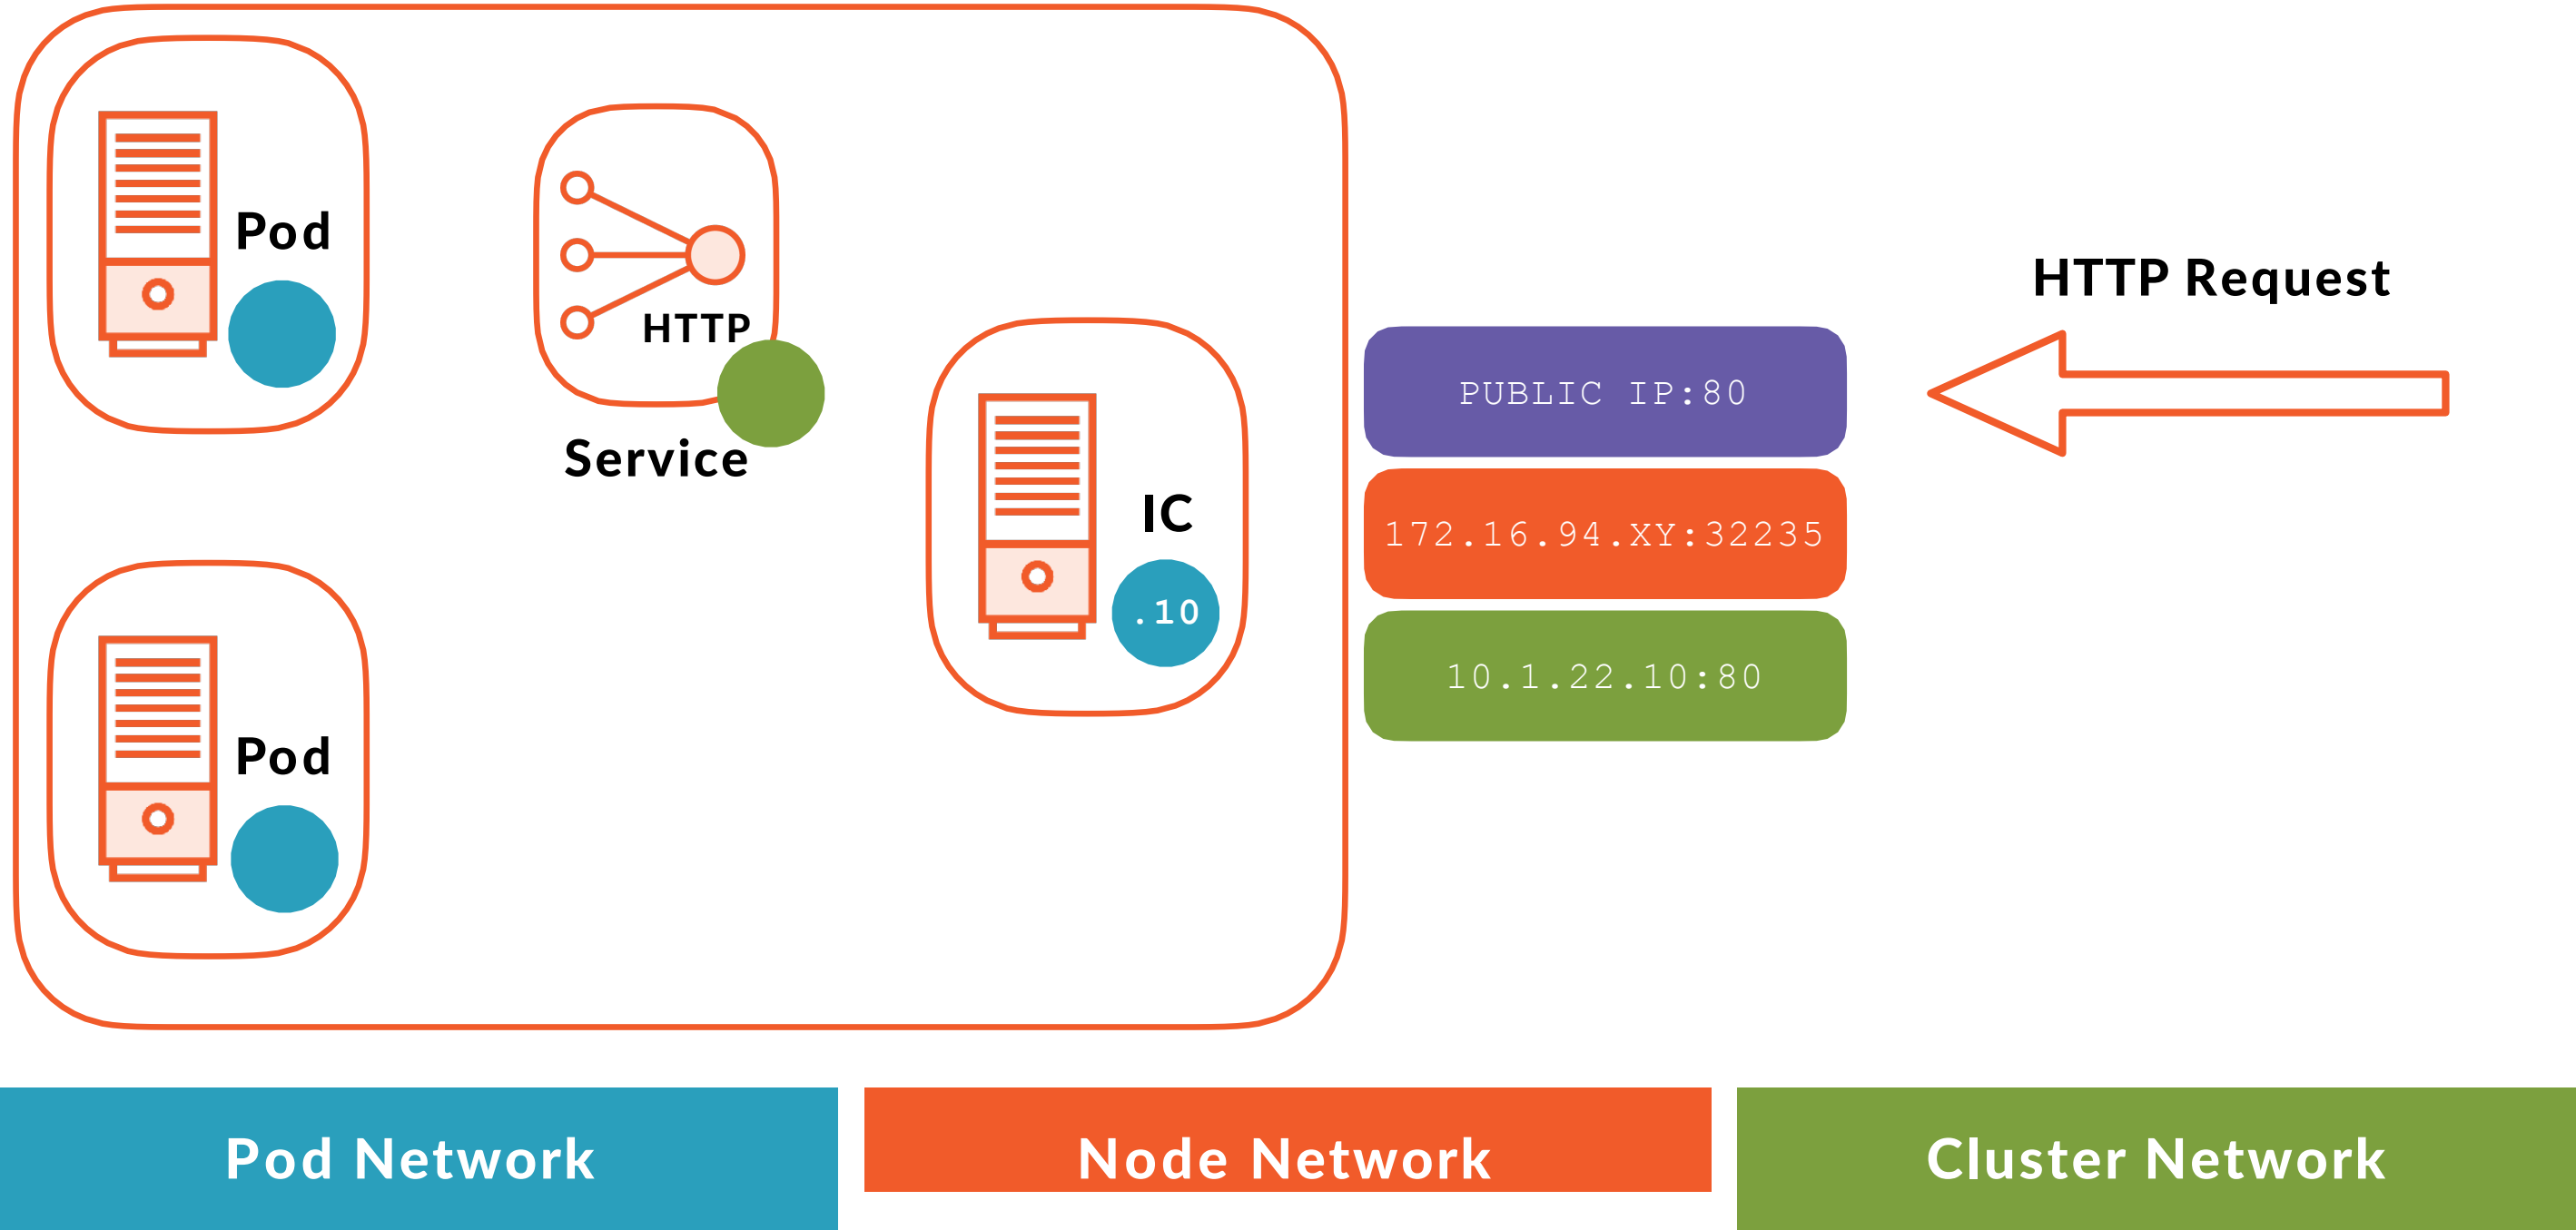 Pod
HTTP
Service
Pod
IC
.10
HTTP Request
PUBLIC IP:80
172.16.94.XY:32235
10.1.22.10:80
Pod Network
Node Network
Cluster Network